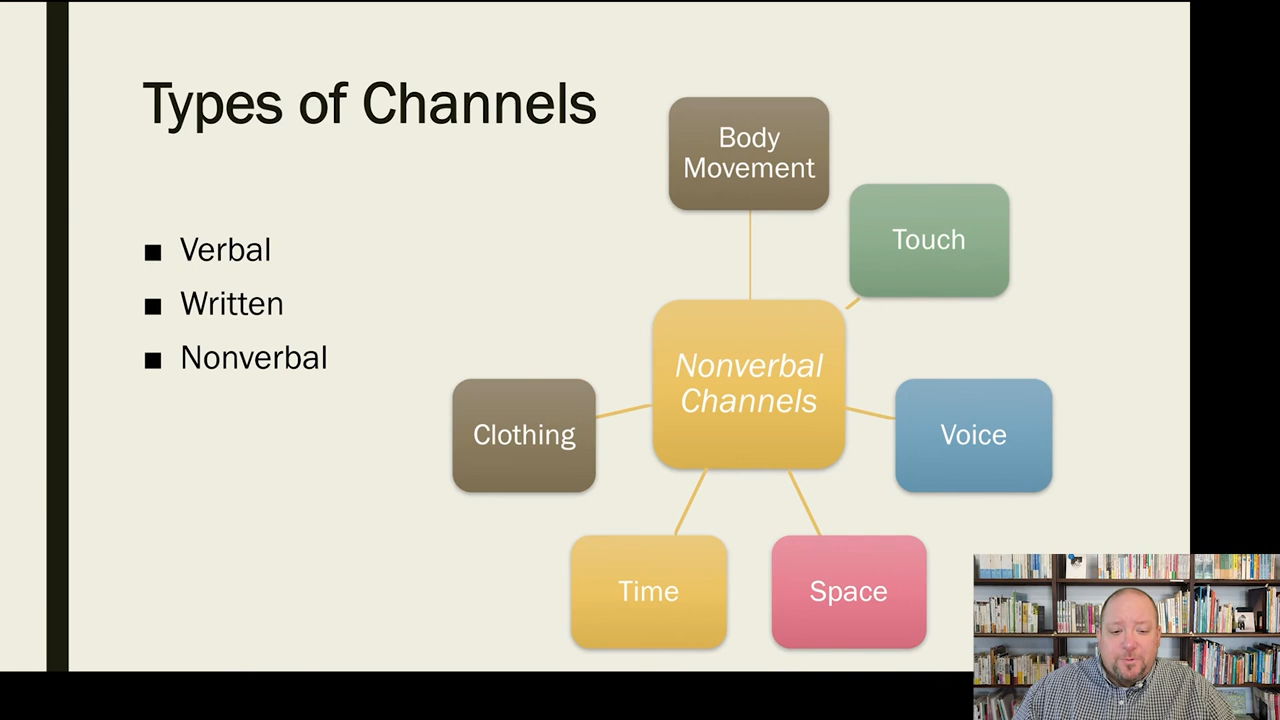 Types of Channels
■ Verbal
■ Written
■ Nonverbal
Body
Movement
Touch
Nonverbal
Channels
Clothing
Voice
Time
Space